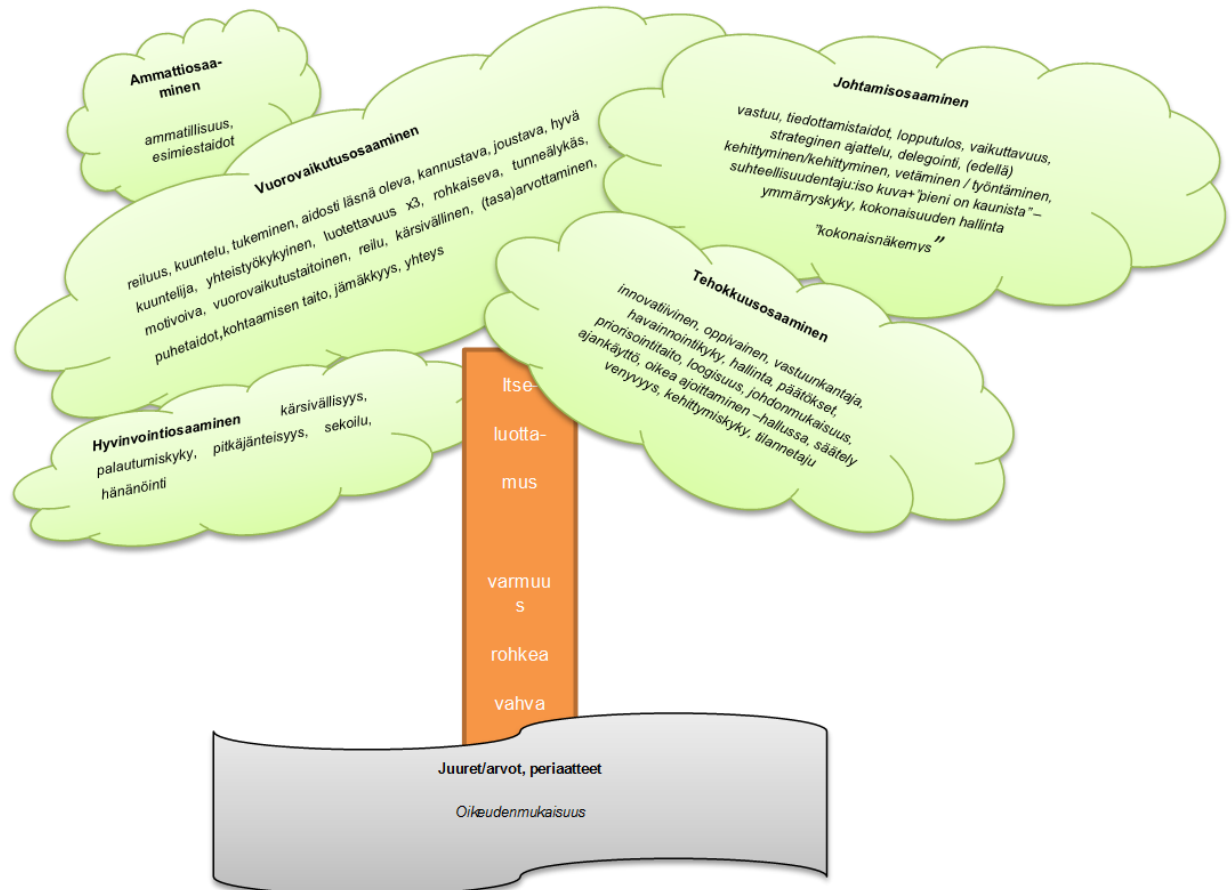 Ammattiosaa-
minen
ammatillisuus,
esimiestaidot
Vuorovaikutusosaaminen
reiluus, kuuntelu, tukeminen, aidosti läsnä oleva, kannustava, joustava, hyvä
kuuntelija, yhteistyökykyinen, luotettavuus x3, rohkaiseva, tunneälykäs,
motivoiva, vuorovaikutustaitoinen, reilu, kärsivällinen, (tasa)arvottaminen,
puhetaidot,kohtaamisen taito, jämäkkyys, yhteys
Johtamisosaaminen
vastuu, tiedottamistaidot, lopputulos, vaikuttavuus,
strateginen ajattelu, delegointi, (edellä)
kehittyminen/kehittyminen, vetäminen / työntäminen,
suhteellisuudentaju:iso kuva+"pieni on kaunista" –
ymmärryskyky, kokonaisuuden hallinta
"kokonaisnäkemys"
Tehokkuusosaaminen
innovatiivinen, oppivainen, vastuunkantaja,
havainnointikyky, hallinta, päätökset,
priorisointitaito, loogisuus, johdonmukaisuus,
ajankäyttö, oikea ajoittaminen –hallussa, säätely
venyvyys, kehittymiskyky, tilannetaju
Hyvinvointiosaaminen kärsivällisyys,
palautumiskyky, pitkäjänteisyys, sekoilu,
hänänöinti
Itse-
luotta-
mus
varmuu
s
rohkea
vahva
Juuret/arvot, periaatteet
Oikeudenmukaisuus